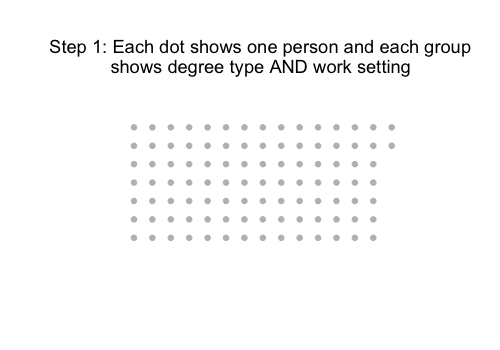 Step 1: Each dot shows one person and each group
shows degree type AND work setting